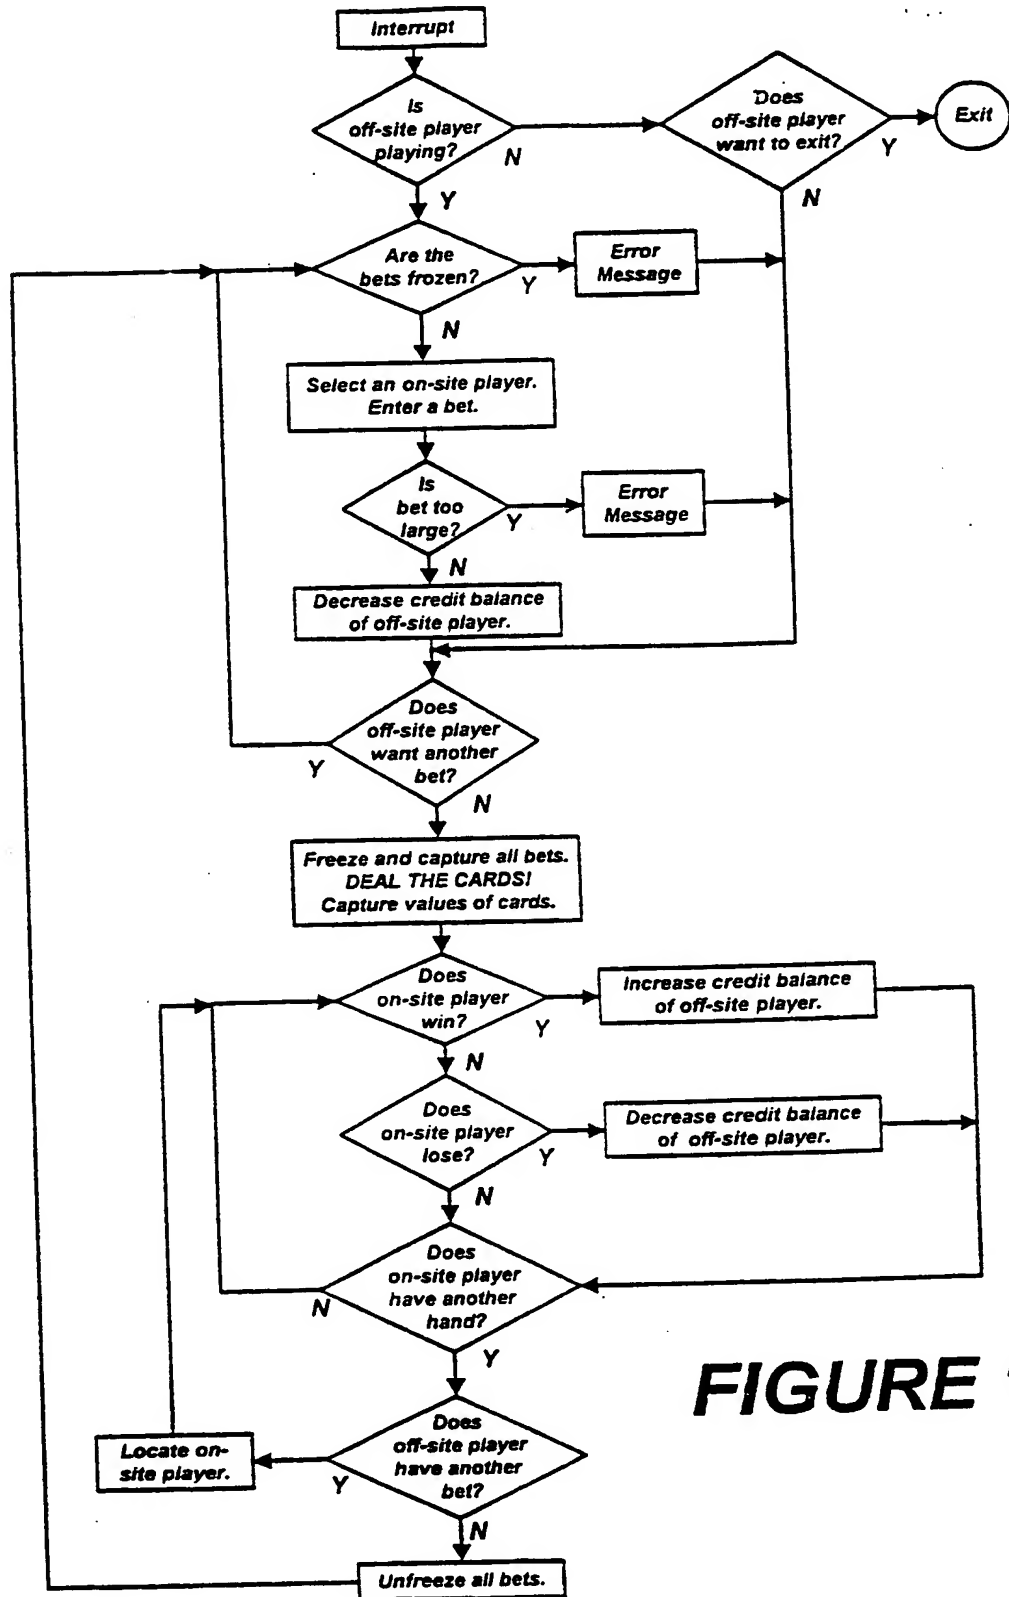 Interrupt
Is
off-site player
playing?
N
Y
Does
off-site player
want to exit?
Y
N
Exit
Are the
bets frozen?
Y
N
Error
Message
Select an on-site player.
Enter a bet.
Is
bet too
large?
Y
N
Error
Message
Decrease credit balance
of off-site player.
Does
off-site player
want another
bet?
Y
N
Freeze and capture all bets.
DEAL THE CARDS!
Capture values of cards.
Does
on-site player
win?
Y
N
Increase credit balance
of off-site player.
Does
on-site player
lose?
Y
N
Decrease credit balance
of off-site player.
Does
on-site player
have another
hand?
N
Y
Does
off-site player
have another
bet?
Y
N
Locate on-
site player.
Unfreeze all bets.
FIGURE